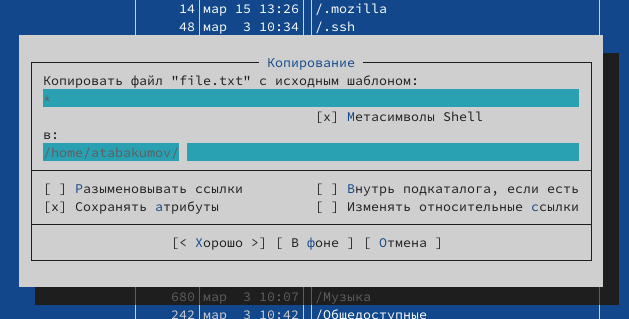 14 мар 15 13:26 /.mozilla
48 мар 3 10:34 /.ssh
Копирование
Копировать файл "file.txt" с исходным шаблоном:
*
[x] Метасимволы Shell
в:
/home/atabakumov/
[ ] Разыменовывать ссылки [ ] Внутрь подкаталога, если есть
[x] Сохранять атрибуты [ ] Изменять относительные ссылки
[< Хорошо >] [ В фоне ] [ Отмена ]
680 мар 3 10:07 /Музыка
242 мар 3 10:42 /Общедоступные